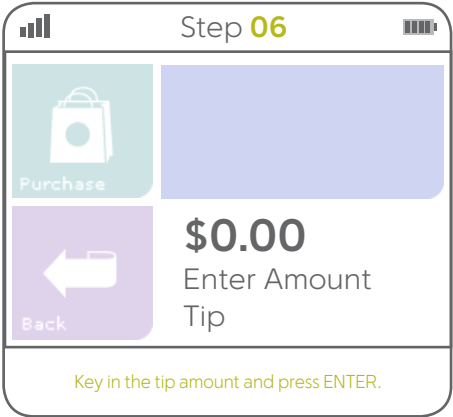 Step 06
Purchase
$0.00
Enter Amount
Tip
Back
Key in the tip amount and press ENTER.